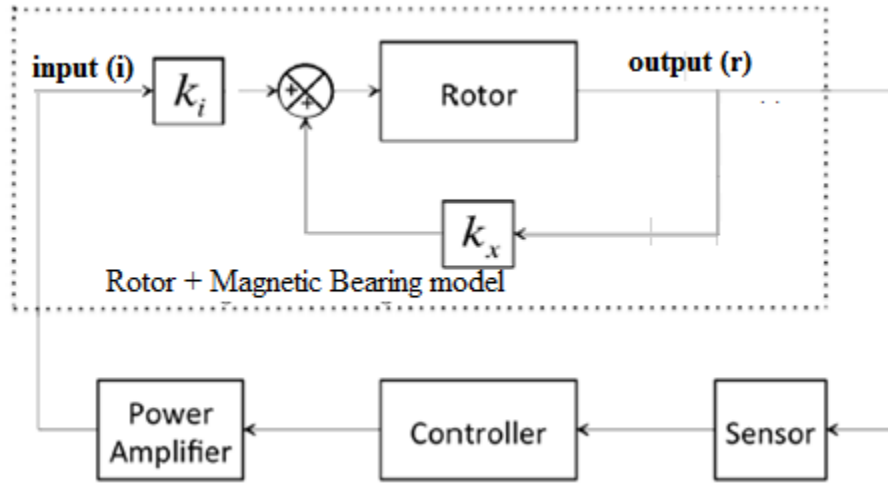 input (i)
k_i
+
+
Rotor
output (r)
k_x
Rotor + Magnetic Bearing model
Power
Amplifier
Controller
Sensor